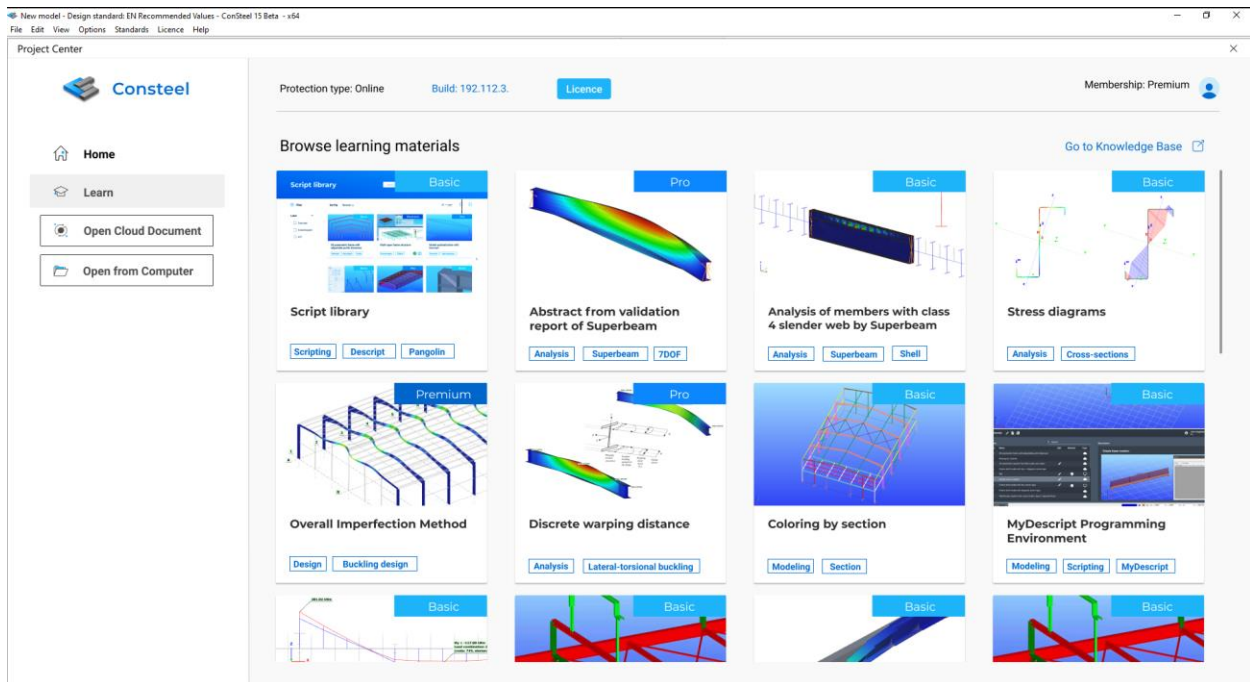 New model - Design standard: EN Recommended Values - ConSteel 15 Beta - x64
File Edit View Options Standards Licence Help
Project Center
Consteel
Protection type: Online Build: 192.112.3. Licence Membership: Premium
Home
Learn
Open Cloud Document
Open from Computer
Browse learning materials Go to Knowledge Base
Script library Basic
Pro
Basic
Basic
Script library
Abstract from validation
report of Superbeam
Analysis of members with class
4 slender web by Superbeam
Stress diagrams
Scripting Descript Pangolin
Analysis Superbeam 7DOF
Analysis Superbeam Shell
Analysis Cross-sections
Premium
Pro
Basic
Basic
Overall Imperfection Method
Discrete warping distance
Coloring by section
MyDescript Programming
Environment
Design Buckling design
Analysis Lateral-torsional buckling
Modeling Section
Modeling Scripting MyDescript
Basic
Basic
Basic
Basic